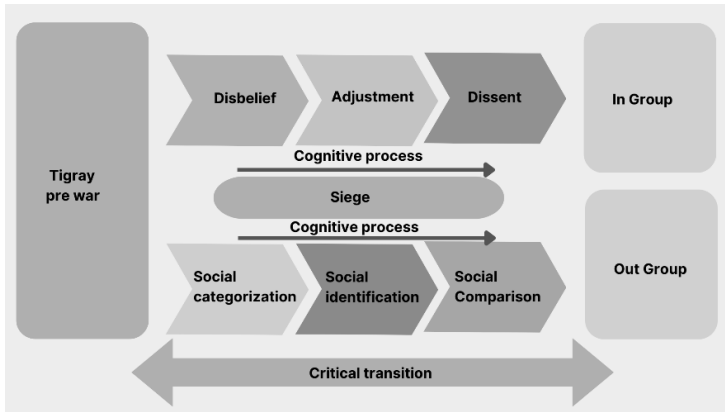 Tigray
pre war
Disbelief
Adjustment
Dissent
In Group
Cognitive process
Siege
Cognitive process
Social
categorization
Social
identification
Social
Comparison
Out Group
Critical transition